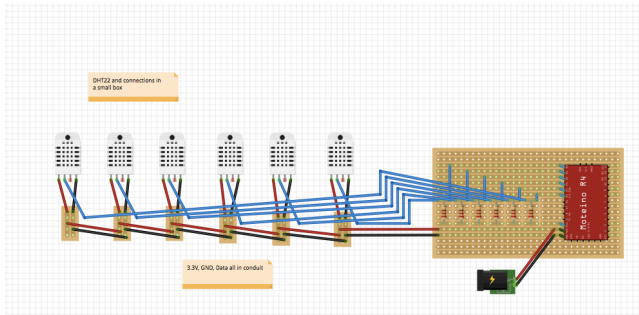 DHT22 and connections in
a small box
Moteino R4
3.3V, GND, Data all in conduit